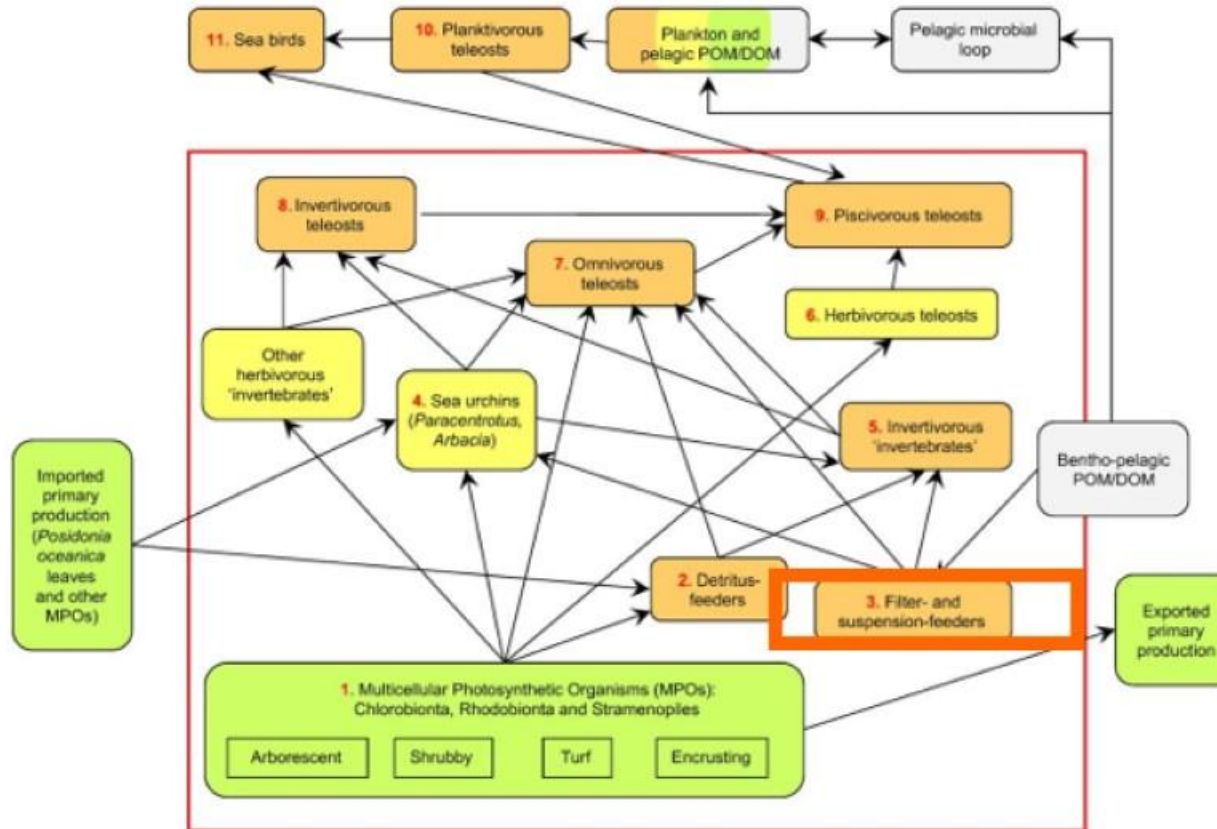 11. Sea birds
10. Planktivorous
teleosts
Plankton and
pelagic POM/DOM
Pelagic microbial
loop
8. Invertivorous
teleosts
9. Piscivorous teleosts
7. Omnivorous
teleosts
6. Herbivorous teleosts
Other
herbivorous
'invertebrates'
4. Sea urchins
(Paracentrotus,
Arbacia)
5. Invertivorous
'invertebrates'
Bentho-pelagic
POM/DOM
Imported
primary
production
(Posidonia
oceanica
leaves
and other
MPOs)
2. Detritus-
feeders
3. Filter- and
suspension-feeders
Exported
primary
production
1. Multicellular Photosynthetic Organisms (MPOs):
Chlorobionta, Rhodobionta and Stramenopiles
Arborescent
Shrubby
Turf
Encrusting